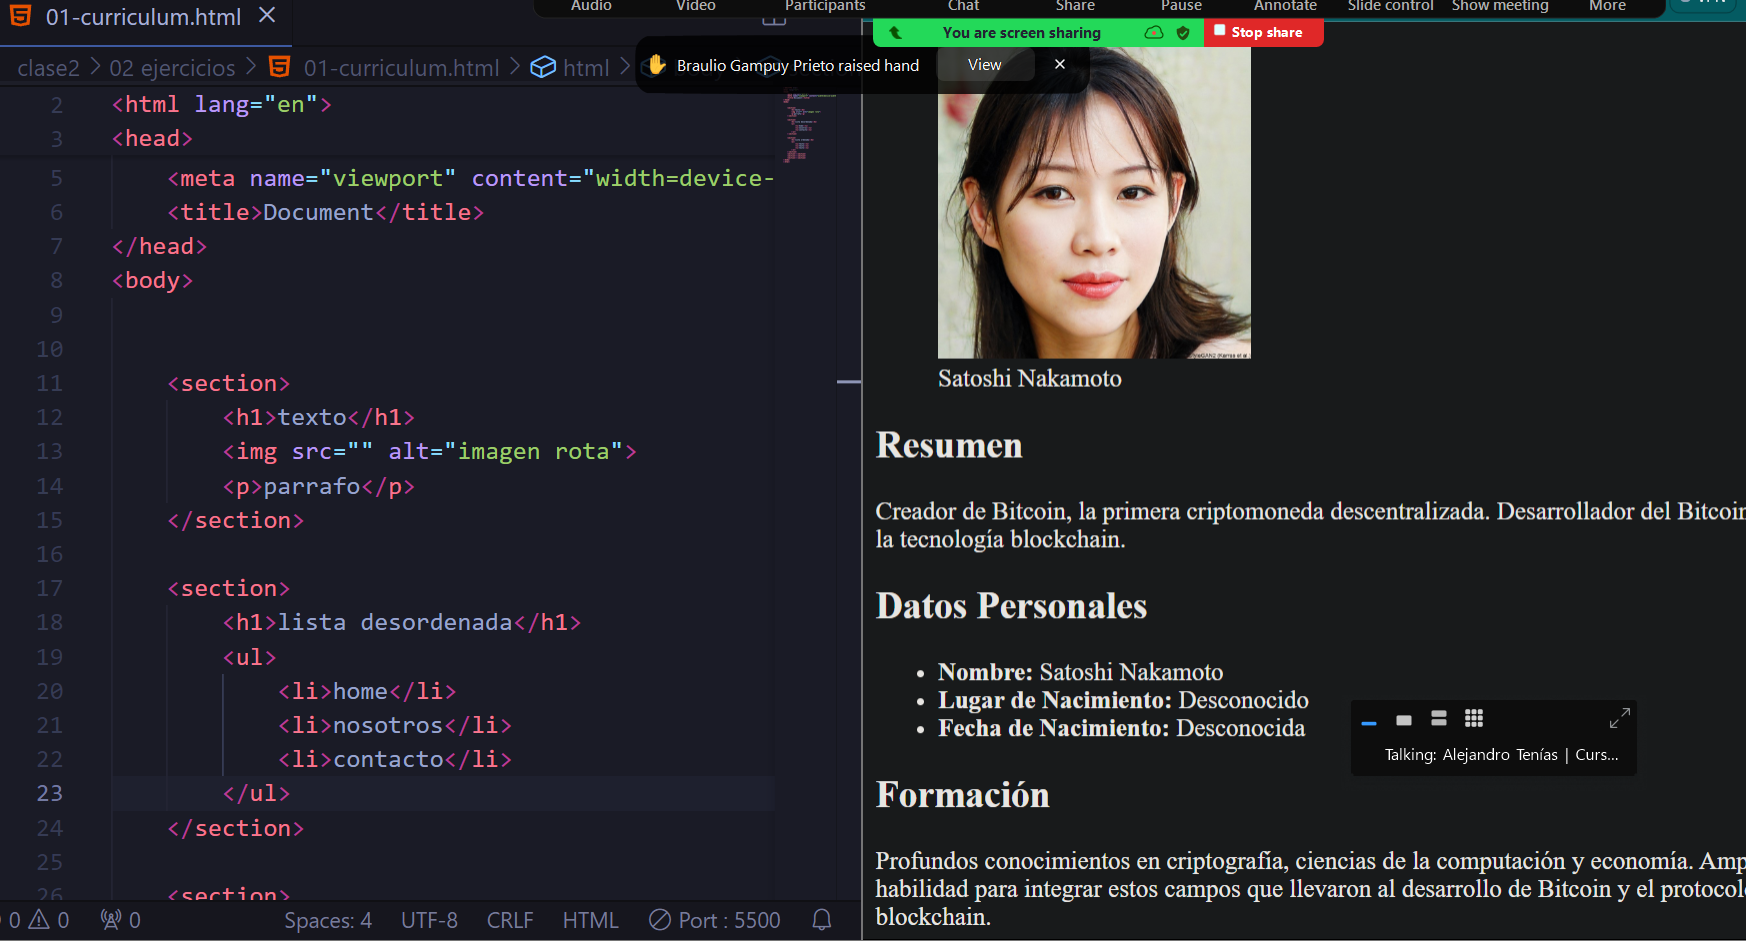 01-curriculum.html
Audio Video Participants Chat Share Pause Annotate Slide control Show meeting More
You are screen sharing
Stop share
clase2 > 02 ejercicios > 01-curriculum.html > html >
Braulio Gampuy Prieto raised hand
View
2 <html lang="en">
3 <head>
5 <meta name="viewport" content="width=device-
6 <title>Document</title>
7 </head>
8 <body>
9
10
11 <section>
12 <h1>texto</h1>
13 <img src="" alt="imagen rota">
14 <p>parrafo</p>
15 </section>
16
17 <section>
18 <h1>lista desordenada</h1>
19 <ul>
20 <li>home</li>
21 <li>nosotros</li>
22 <li>contacto</li>
23 </ul>
24 </section>
25
26 <section>
0 0 0 Spaces: 4 UTF-8 CRLF HTML Port : 5500
Satoshi Nakamoto
Resumen
Creador de Bitcoin, la primera criptomoneda descentralizada. Desarrollador del Bitcoin
la tecnología blockchain.
Datos Personales
• Nombre: Satoshi Nakamoto
• Lugar de Nacimiento: Desconocido
• Fecha de Nacimiento: Desconocida
Talking: Alejandro Tenías | Curs...
Formación
Profundos conocimientos en criptografía, ciencias de la computación y economía. Amp
habilidad para integrar estos campos que llevaron al desarrollo de Bitcoin y el protocolo
blockchain.